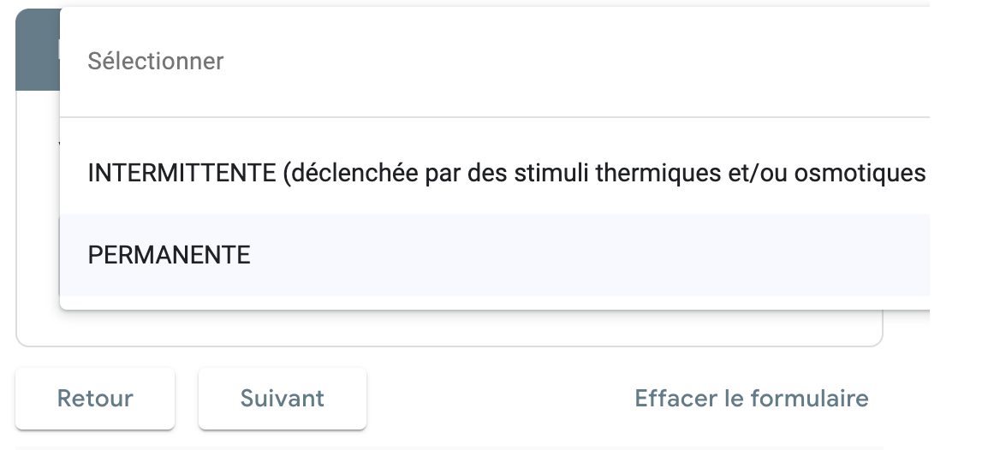 Sélectionner
INTERMITTENTE (déclenchée par des stimuli thermiques et/ou osmotiques
PERMANENTE
Retour Suivant Effacer le formulaire